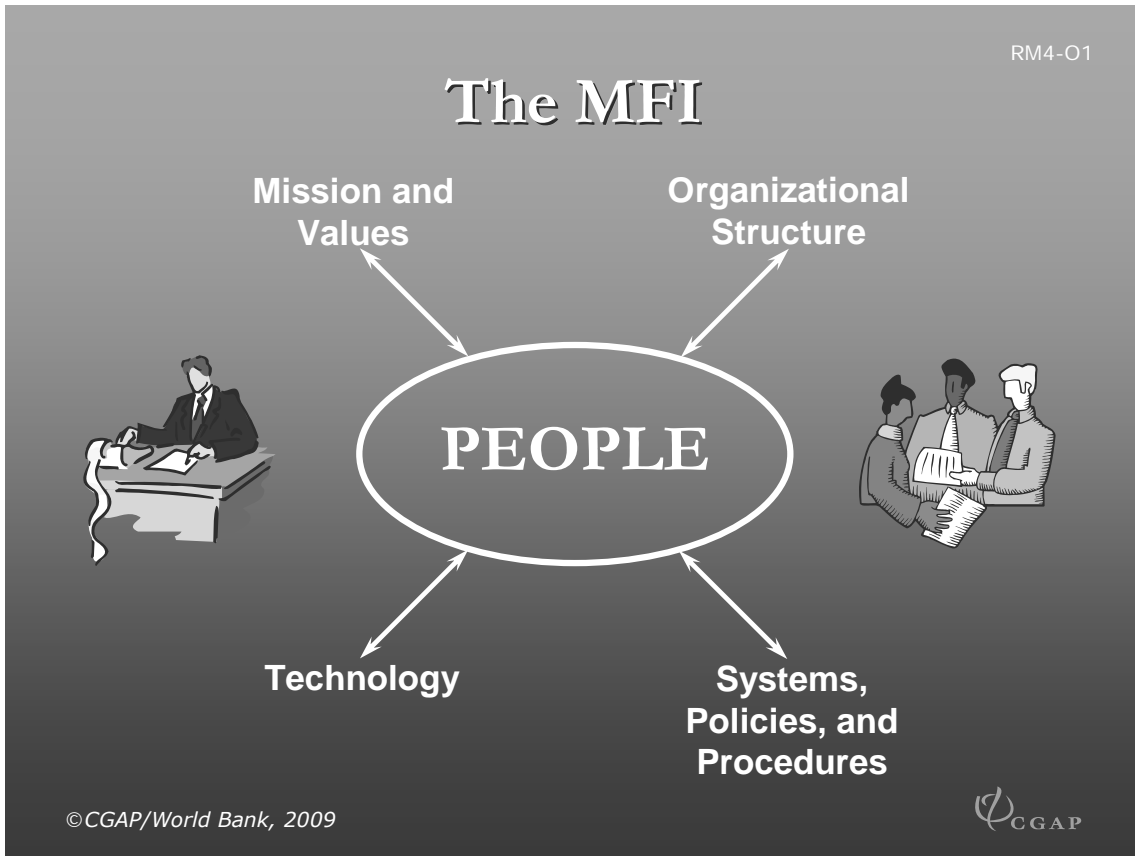 RM4-O1
The MFI
Mission and
Values
Organizational
Structure
PEOPLE
Technology
Systems,
Policies, and
Procedures
©CGAP/World Bank, 2009
CGAP